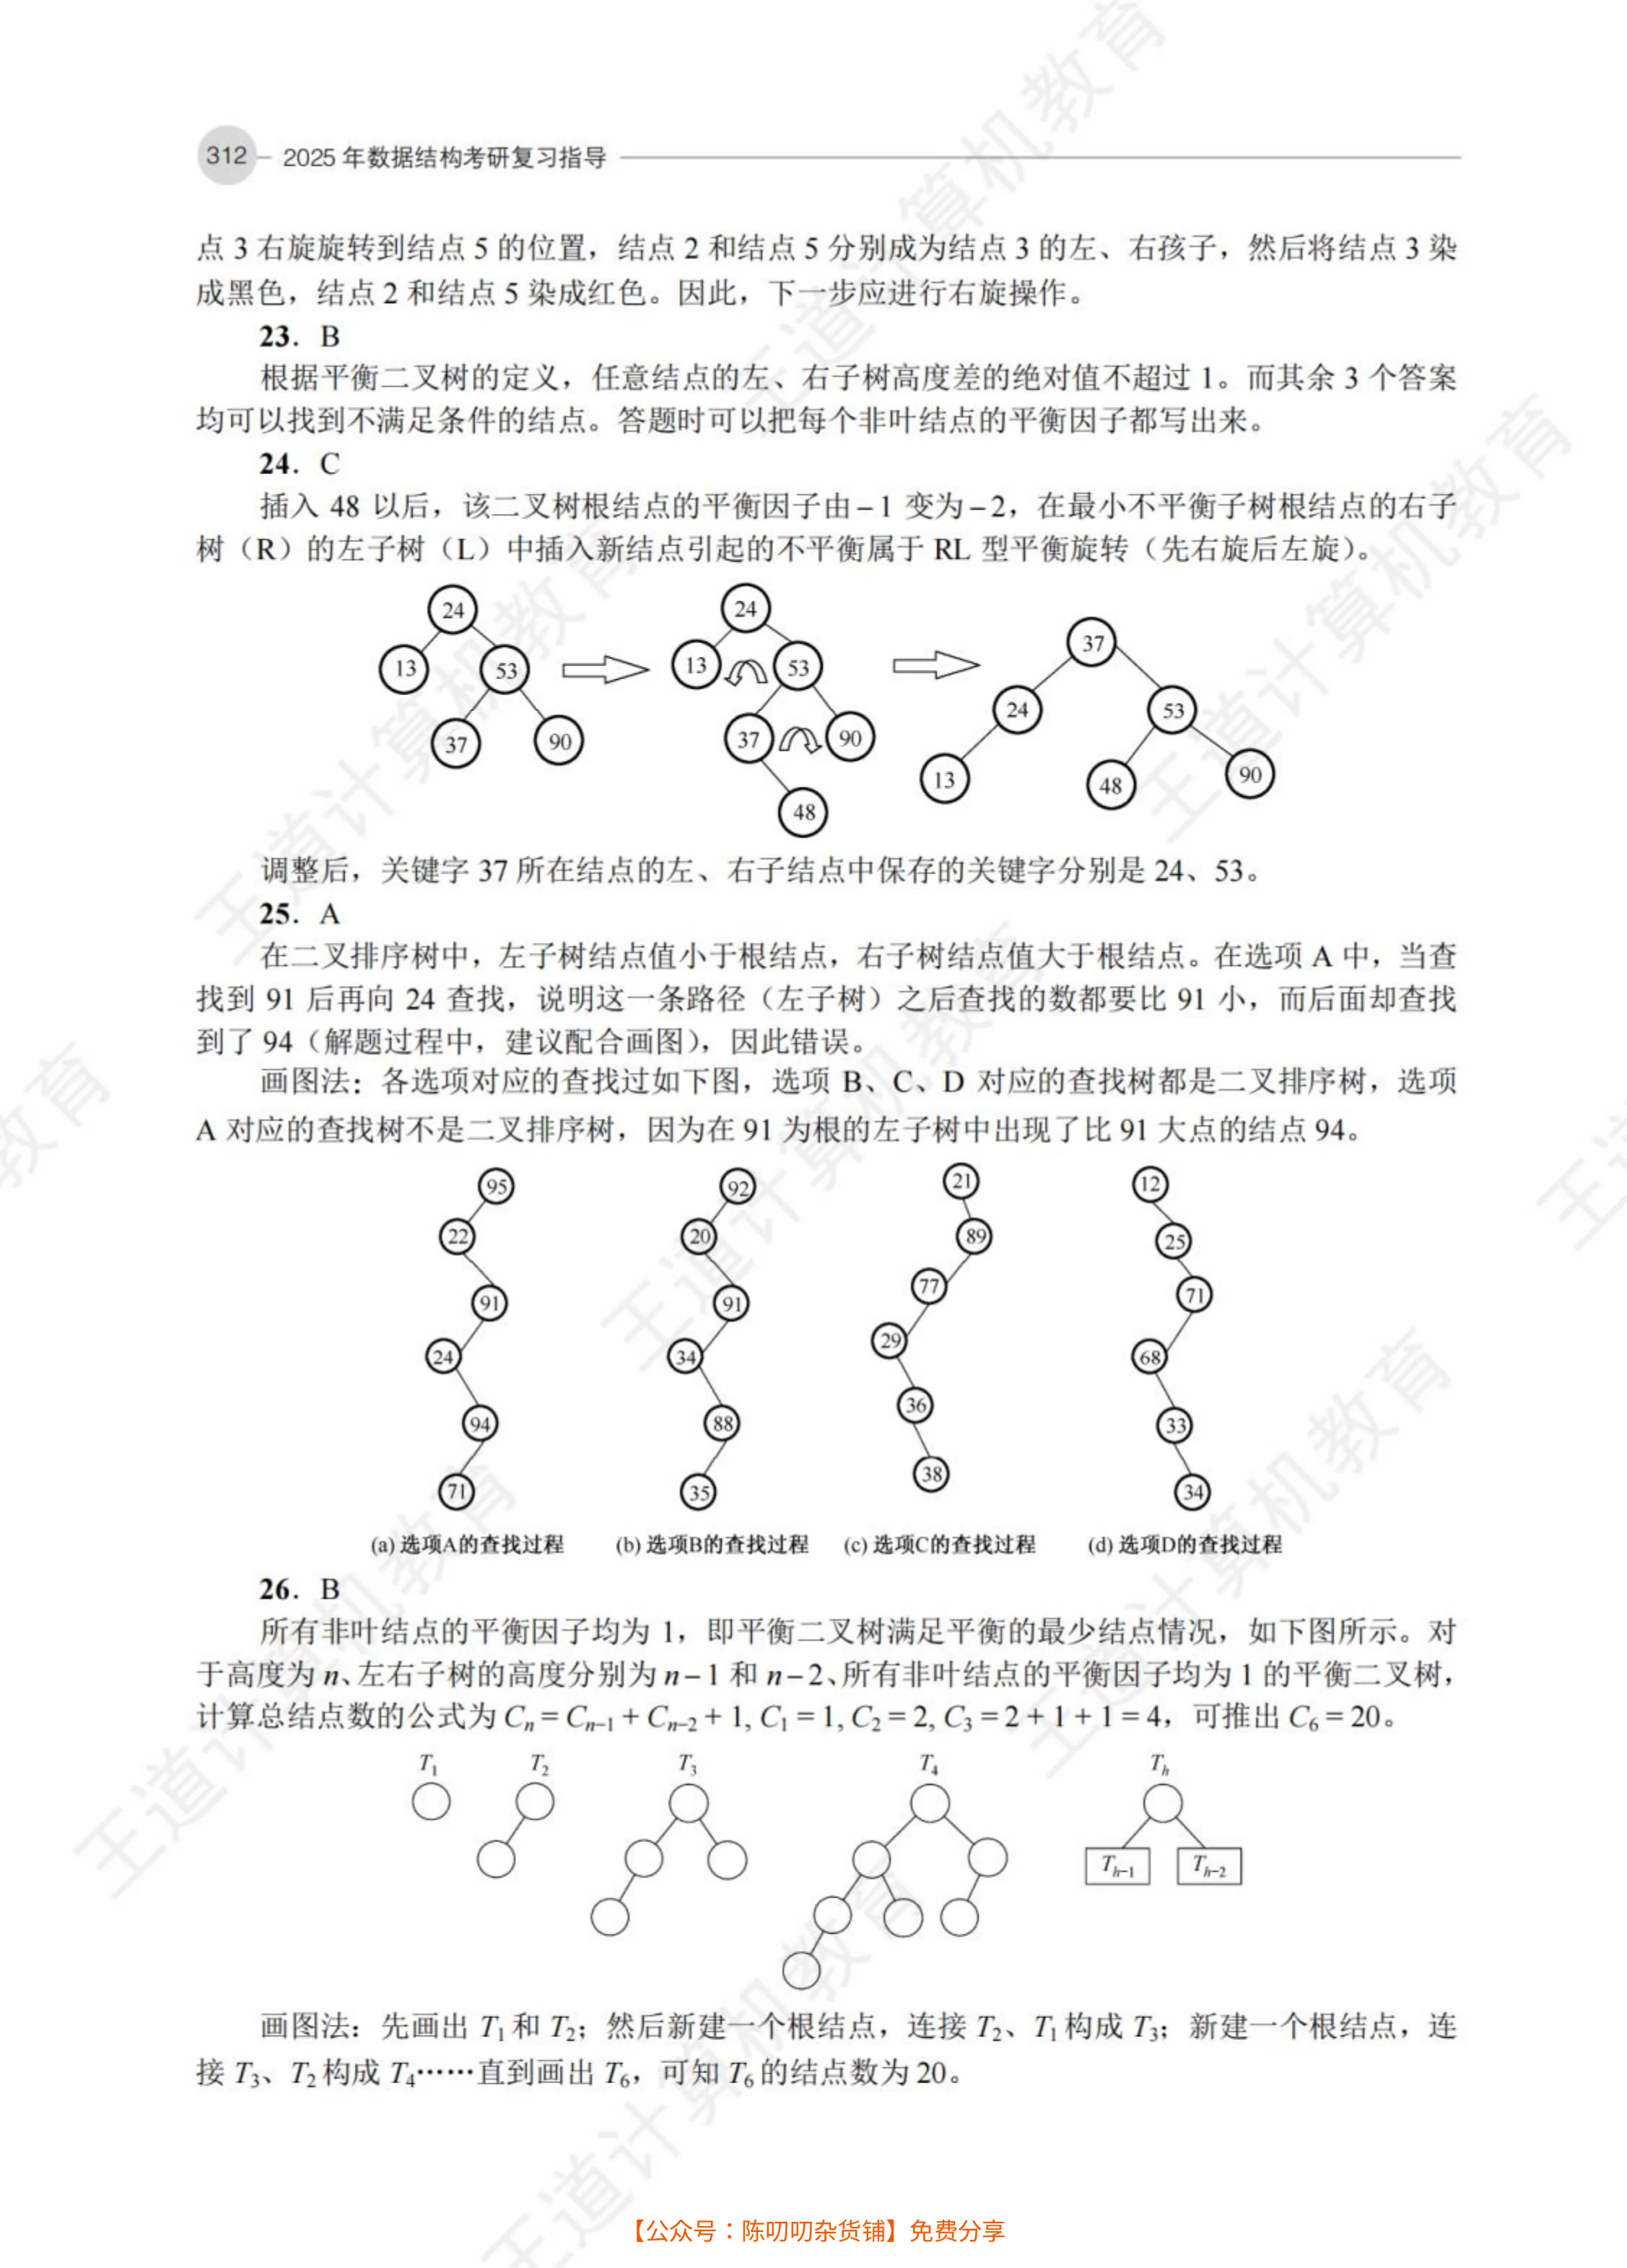 312 2025 年数据结构考研复习指导
点 3 右旋旋转到结点 5 的位置，结点 2 和结点 5 分别成为结点 3 的左、右孩子，然后将结点 3 染
成黑色，结点 2 和结点 5 染成红色。因此，下一步应进行右旋操作。
23．B
根据平衡二叉树的定义，任意结点的左、右子树高度差的绝对值不超过 1。而其余 3 个答案
均可以找到不满足条件的结点。答题时可以把每个非叶结点的平衡因子都写出来。
24．C
插入 48 以后，该二叉树根结点的平衡因子由－1 变为－2，在最小不平衡子树根结点的右子
树（R）的左子树（L）中插入新结点引起的不平衡属于 RL 型平衡旋转（先右旋后左旋）。
24 13 53 37 90
24 13 53 37 90 48
37 24 53 13 48 90
调整后，关键字 37 所在结点的左、右子结点中保存的关键字分别是 24、53。
25．A
在二叉排序树中，左子树结点值小于根结点，右子树结点值大于根结点。在选项 A 中，当查
找到 91 后再向 24 查找，说明这一条路径（左子树）之后查找的数都要比 91 小，而后面却查找
到了 94（解题过程中，建议配合画图），因此错误。
画图法：各选项对应的查找过如下图，选项 B、C、D 对应的查找树都是二叉排序树，选项
A 对应的查找树不是二叉排序树，因为在 91 为根的左子树中出现了比 91 大点的结点 94。
95 22 91 24 94 71
92 20 91 34 88 35
21 89 77 29 36 38
12 25 71 68 33 34
(a) 选项A的查找过程 (b) 选项B的查找过程 (c) 选项C的查找过程 (d) 选项D的查找过程
26．B
所有非叶结点的平衡因子均为 1，即平衡二叉树满足平衡的最少结点情况，如下图所示。对
于高度为 n、左右子树的高度分别为 n－1 和 n－2、所有非叶结点的平衡因子均为 1 的平衡二叉树，
计算总结点数的公式为 Cₙ = Cₙ₋₁ + Cₙ₋₂ + 1, C₁ = 1, C₂ = 2, C₃ = 2 + 1 + 1 = 4，可推出 C₆ = 20。
T₁ T₂ T₃ T₄ Tₕ
Tₕ₋₁ Tₕ₋₂
画图法：先画出 T₁ 和 T₂；然后新建一个根结点，连接 T₂、T₁ 构成 T₃；新建一个根结点，连
接 T₃、T₂ 构成 T₄……直到画出 T₆，可知 T₆ 的结点数为 20。
王道计算机教育
【公众号：陈叨叨杂货铺】免费分享